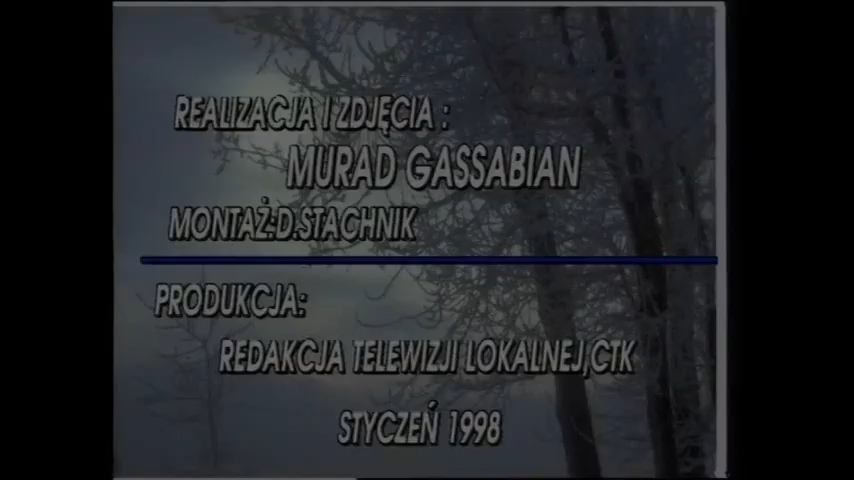 REALIZACJA I ZDJĘCIA :
MURAD GASSABIAN
MONTAŻ:D.STACHNIK
PRODUKCJA:
REDAKCJA TELEWIZJI LOKALNEJ,CTK
STYCZEŃ 1998